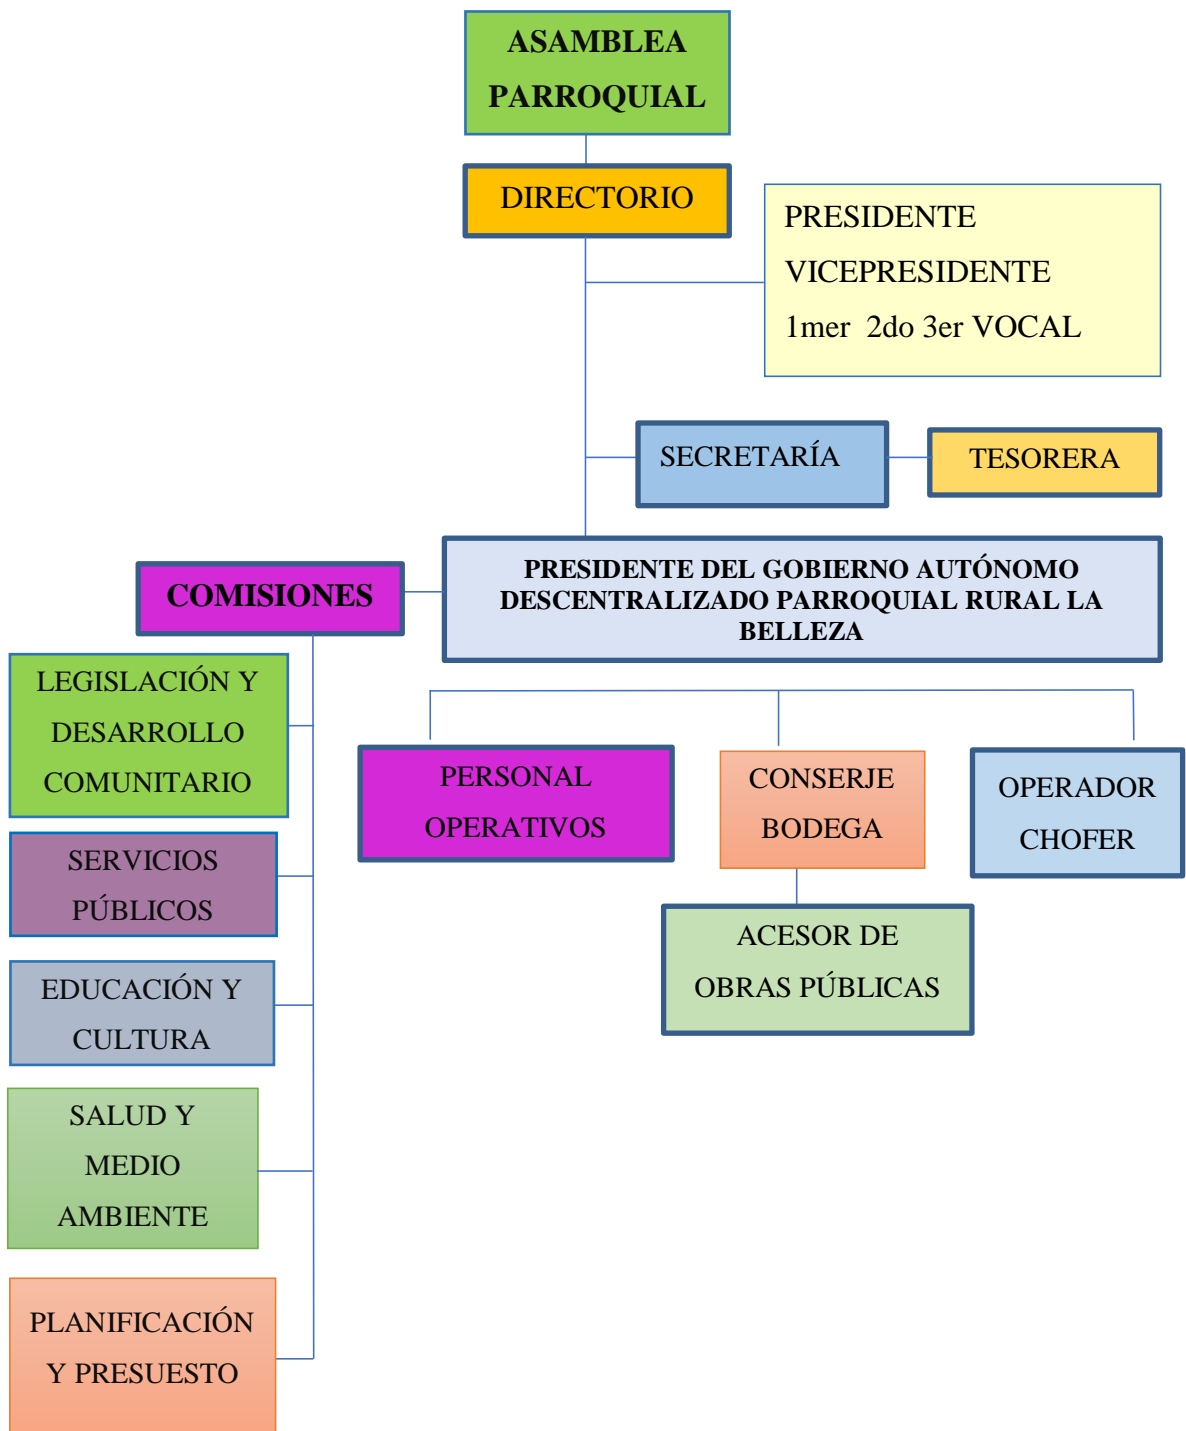 ASAMBLEA
PARROQUIAL
DIRECTORIO
PRESIDENTE
VICEPRESIDENTE
1mer  2do 3er VOCAL
SECRETARÍA
TESORERA
PRESIDENTE DEL GOBIERNO AUTÓNOMO
DESCENTRALIZADO PARROQUIAL RURAL LA
BELLEZA
COMISIONES
LEGISLACIÓN Y
DESARROLLO
COMUNITARIO
SERVICIOS
PÚBLICOS
EDUCACIÓN Y
CULTURA
SALUD Y
MEDIO
AMBIENTE
PLANIFICACIÓN
Y PRESUESTO
PERSONAL
OPERATIVOS
CONSERJE
BODEGA
OPERADOR
CHOFER
ACESOR DE
OBRAS PÚBLICAS